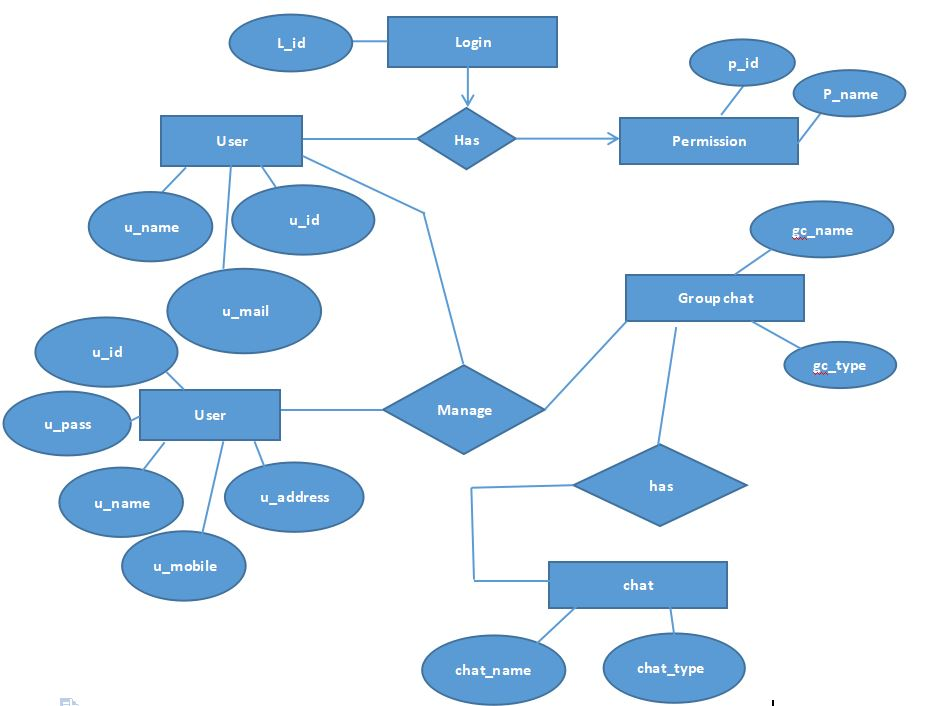 L_id
Login
p_id
P_name
User
Has
Permission
u_name
u_id
gc_name
u_mail
Group chat
u_id
gc_type
u_pass
User
Manage
u_name
u_address
has
u_mobile
chat
chat_name
chat_type